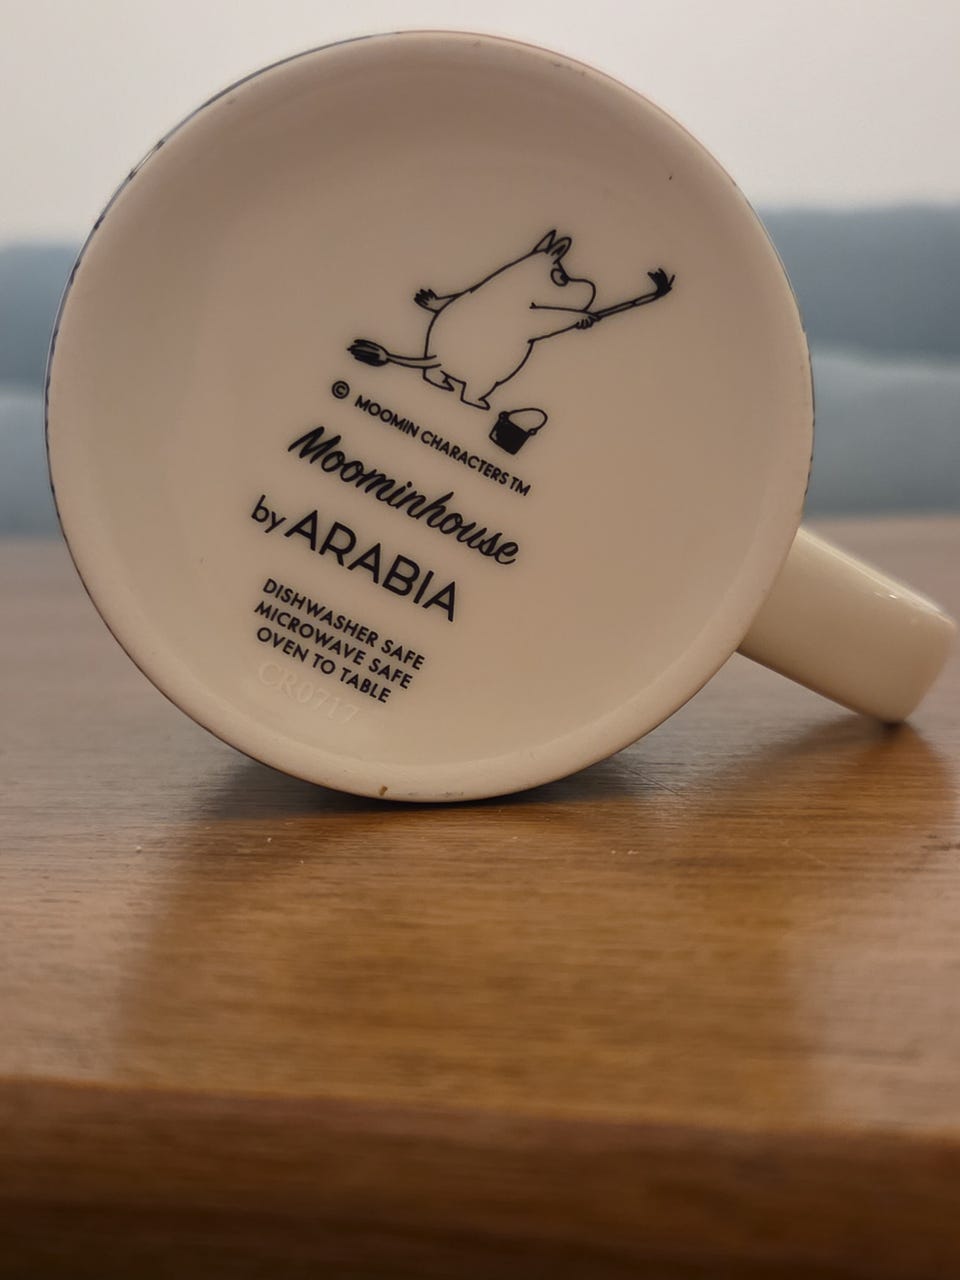 © MOOMIN CHARACTERS TM
Moominhouse
by ARABIA
DISHWASHER SAFE
MICROWAVE SAFE
OVEN TO TABLE
CR0717